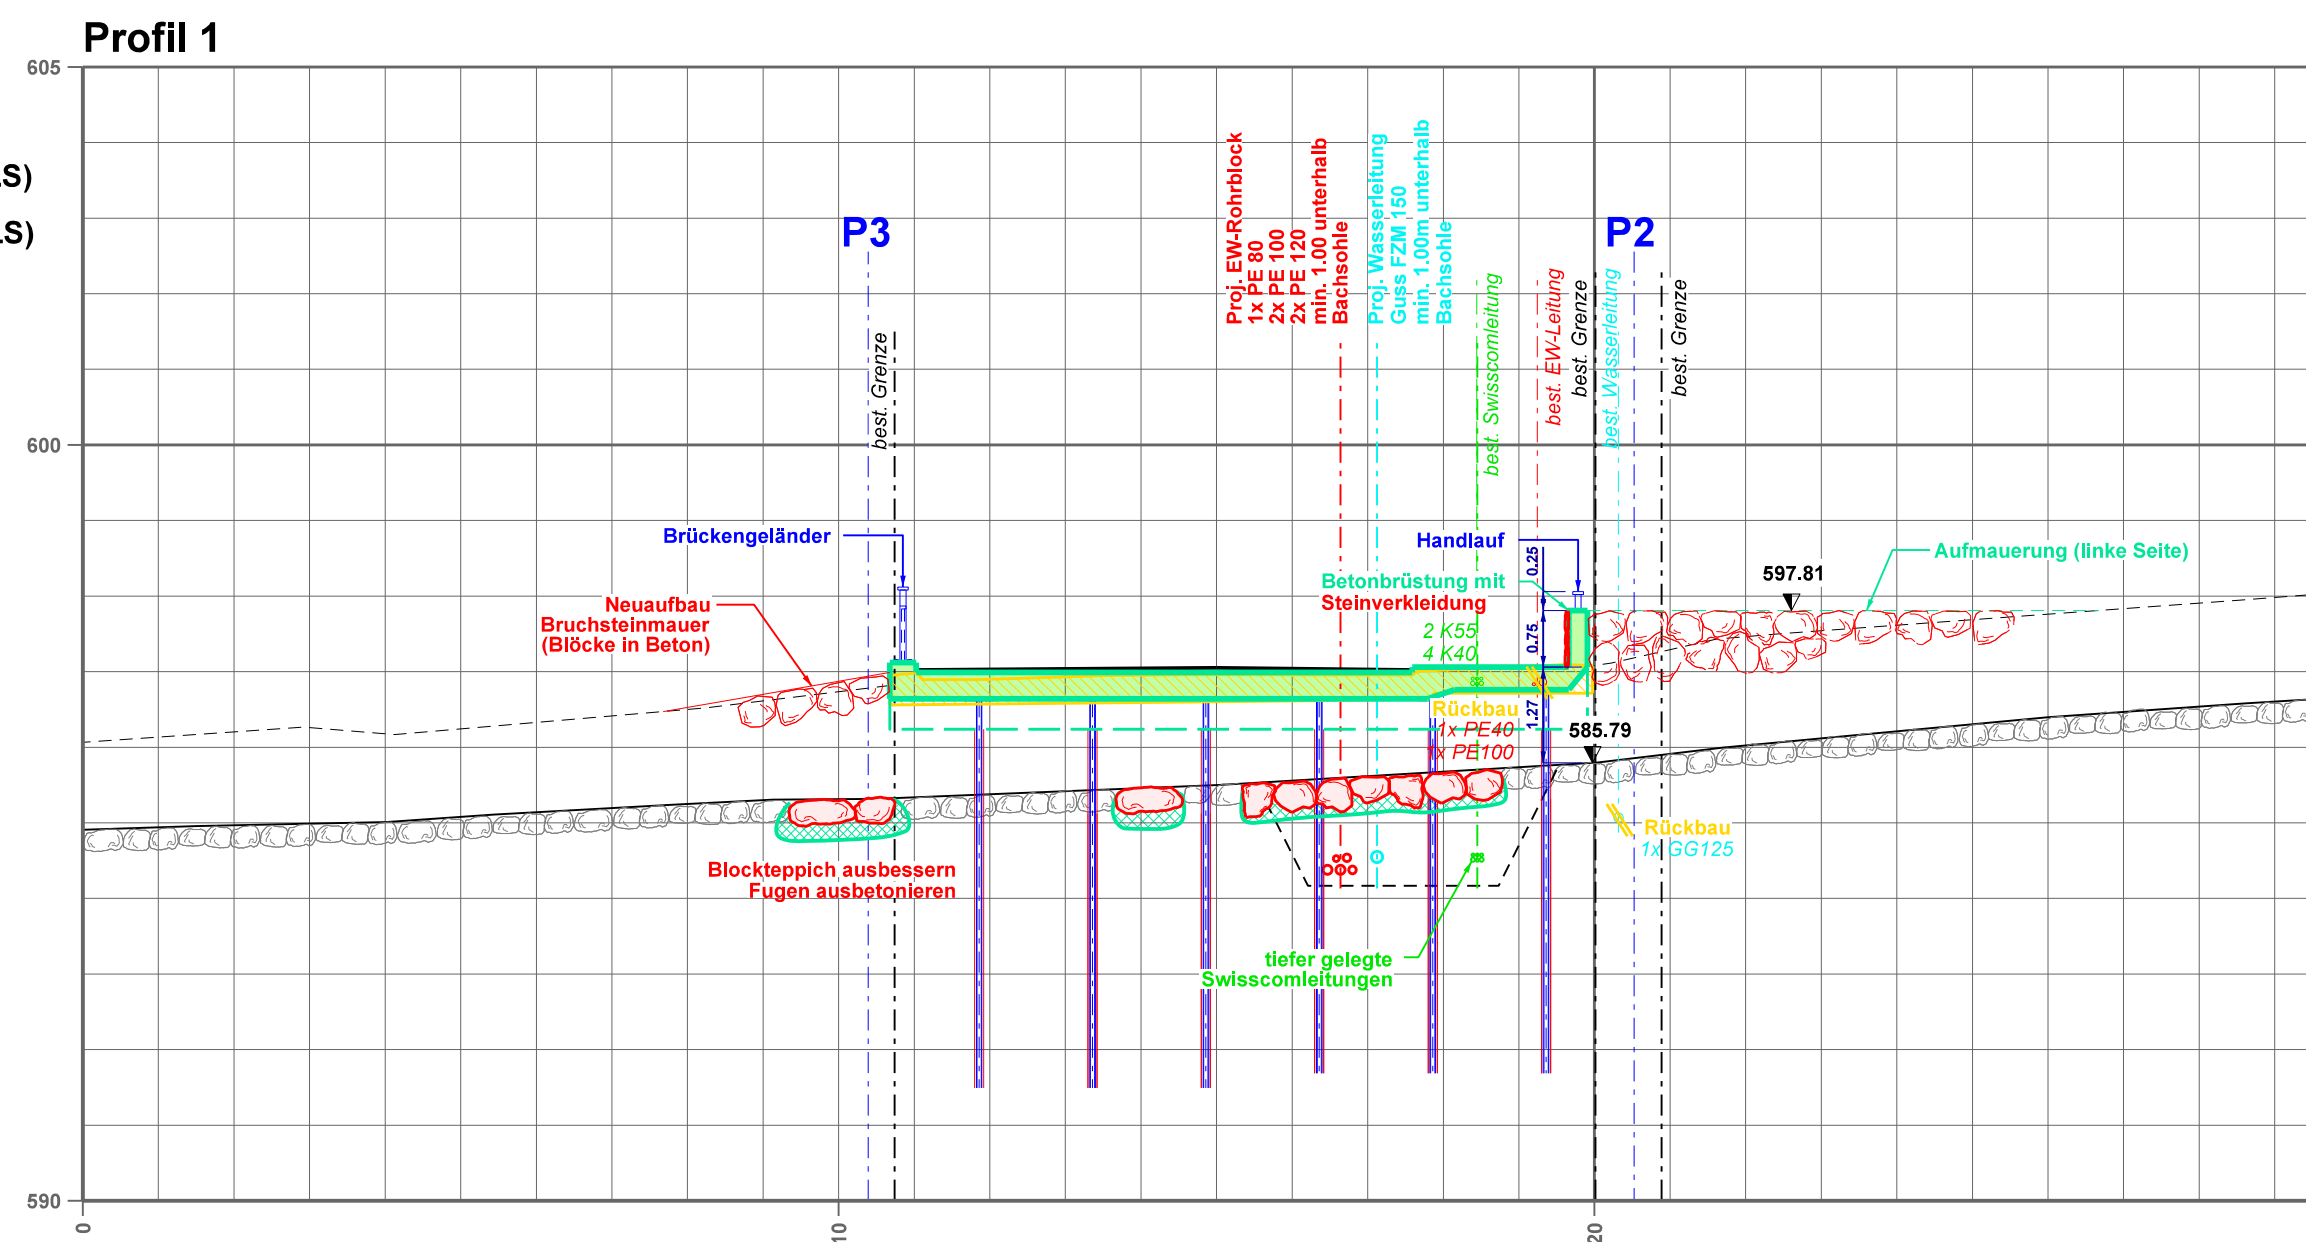 Profil 1
605
S)
.S)
P3
P2
Proj. EW-Rohrblock
1x PE 80
2x PE 100
2x PE 120
min. 1.00 unterhalb
Bachsohle
Proj. Wasserleitung
Guss FZM 150
min. 1.00m unterhalb
Bachsohle
best. Swisscomleitung
best. EW-Leitung
best. Grenze
best. Wasserleitung
best. Grenze
best. Grenze
600
Brückengeländer
Handlauf
0.25
Aufmauerung (linke Seite)
597.81
Betonbrüstung mit
Steinverkleidung
Neuaufbau
Bruchsteinmauer
(Blöcke in Beton)
2 K55
4 K40
0.75
1.27
Rückbau
1x PE40
1x PE100
585.79
Rückbau
1x GG125
Blockteppich ausbessern
Fugen ausbetonieren
tiefer gelegte
Swisscomleitungen
590
0
10
20